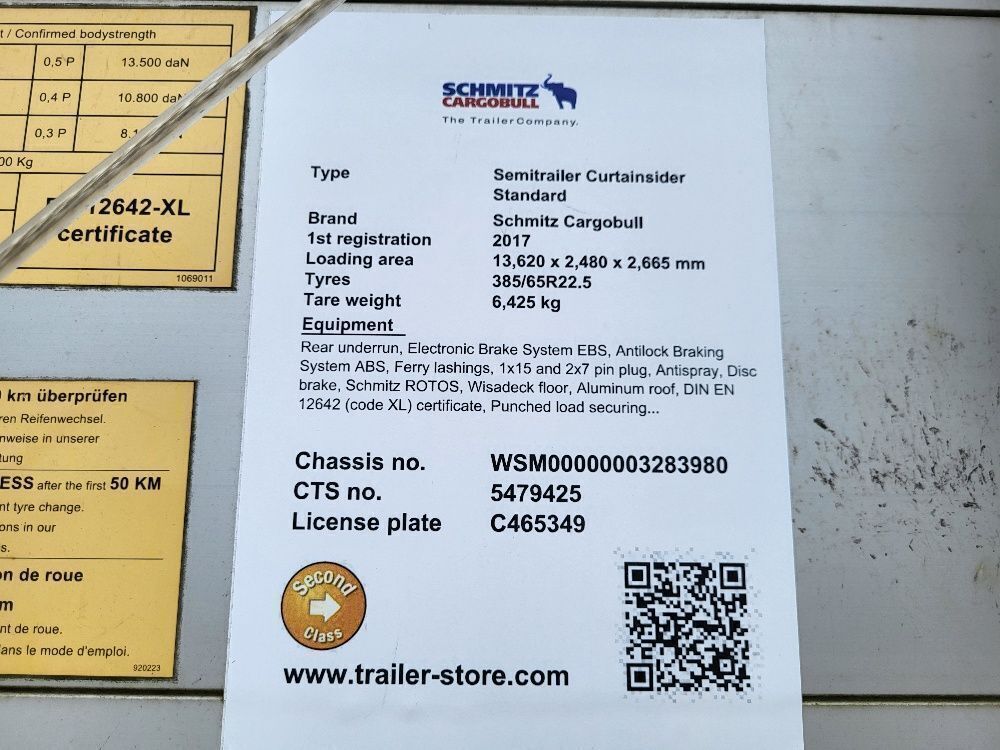 t / Confirmed bodystrength
0,5 P 13.500 daN
0,4 P 10.800 daN
0,3 P
00 Kg
12642-XL
certificate
1069011
km überprüfen
ren Reifenwechsel.
nweise in unserer
tung
ESS after the first 50 KM
nt tyre change.
ons in our
s.
on de roue
m
nt de roue.
dans le mode d'emploi.
920223
SCHMITZ
CARGOBULL
The TrailerCompany.
Type Semitrailer Curtainsider
Standard
Brand Schmitz Cargobull
1st registration 2017
Loading area 13,620 x 2,480 x 2,665 mm
Tyres 385/65R22.5
Tare weight 6,425 kg
Equipment
Rear underrun, Electronic Brake System EBS, Antilock Braking
System ABS, Ferry lashings, 1x15 and 2x7 pin plug, Antispray, Disc
brake, Schmitz ROTOS, Wisadeck floor, Aluminum roof, DIN EN
12642 (code XL) certificate, Punched load securing...
Chassis no. WSM00000003283980
CTS no. 5479425
License plate C465349
Second
Class
www.trailer-store.com